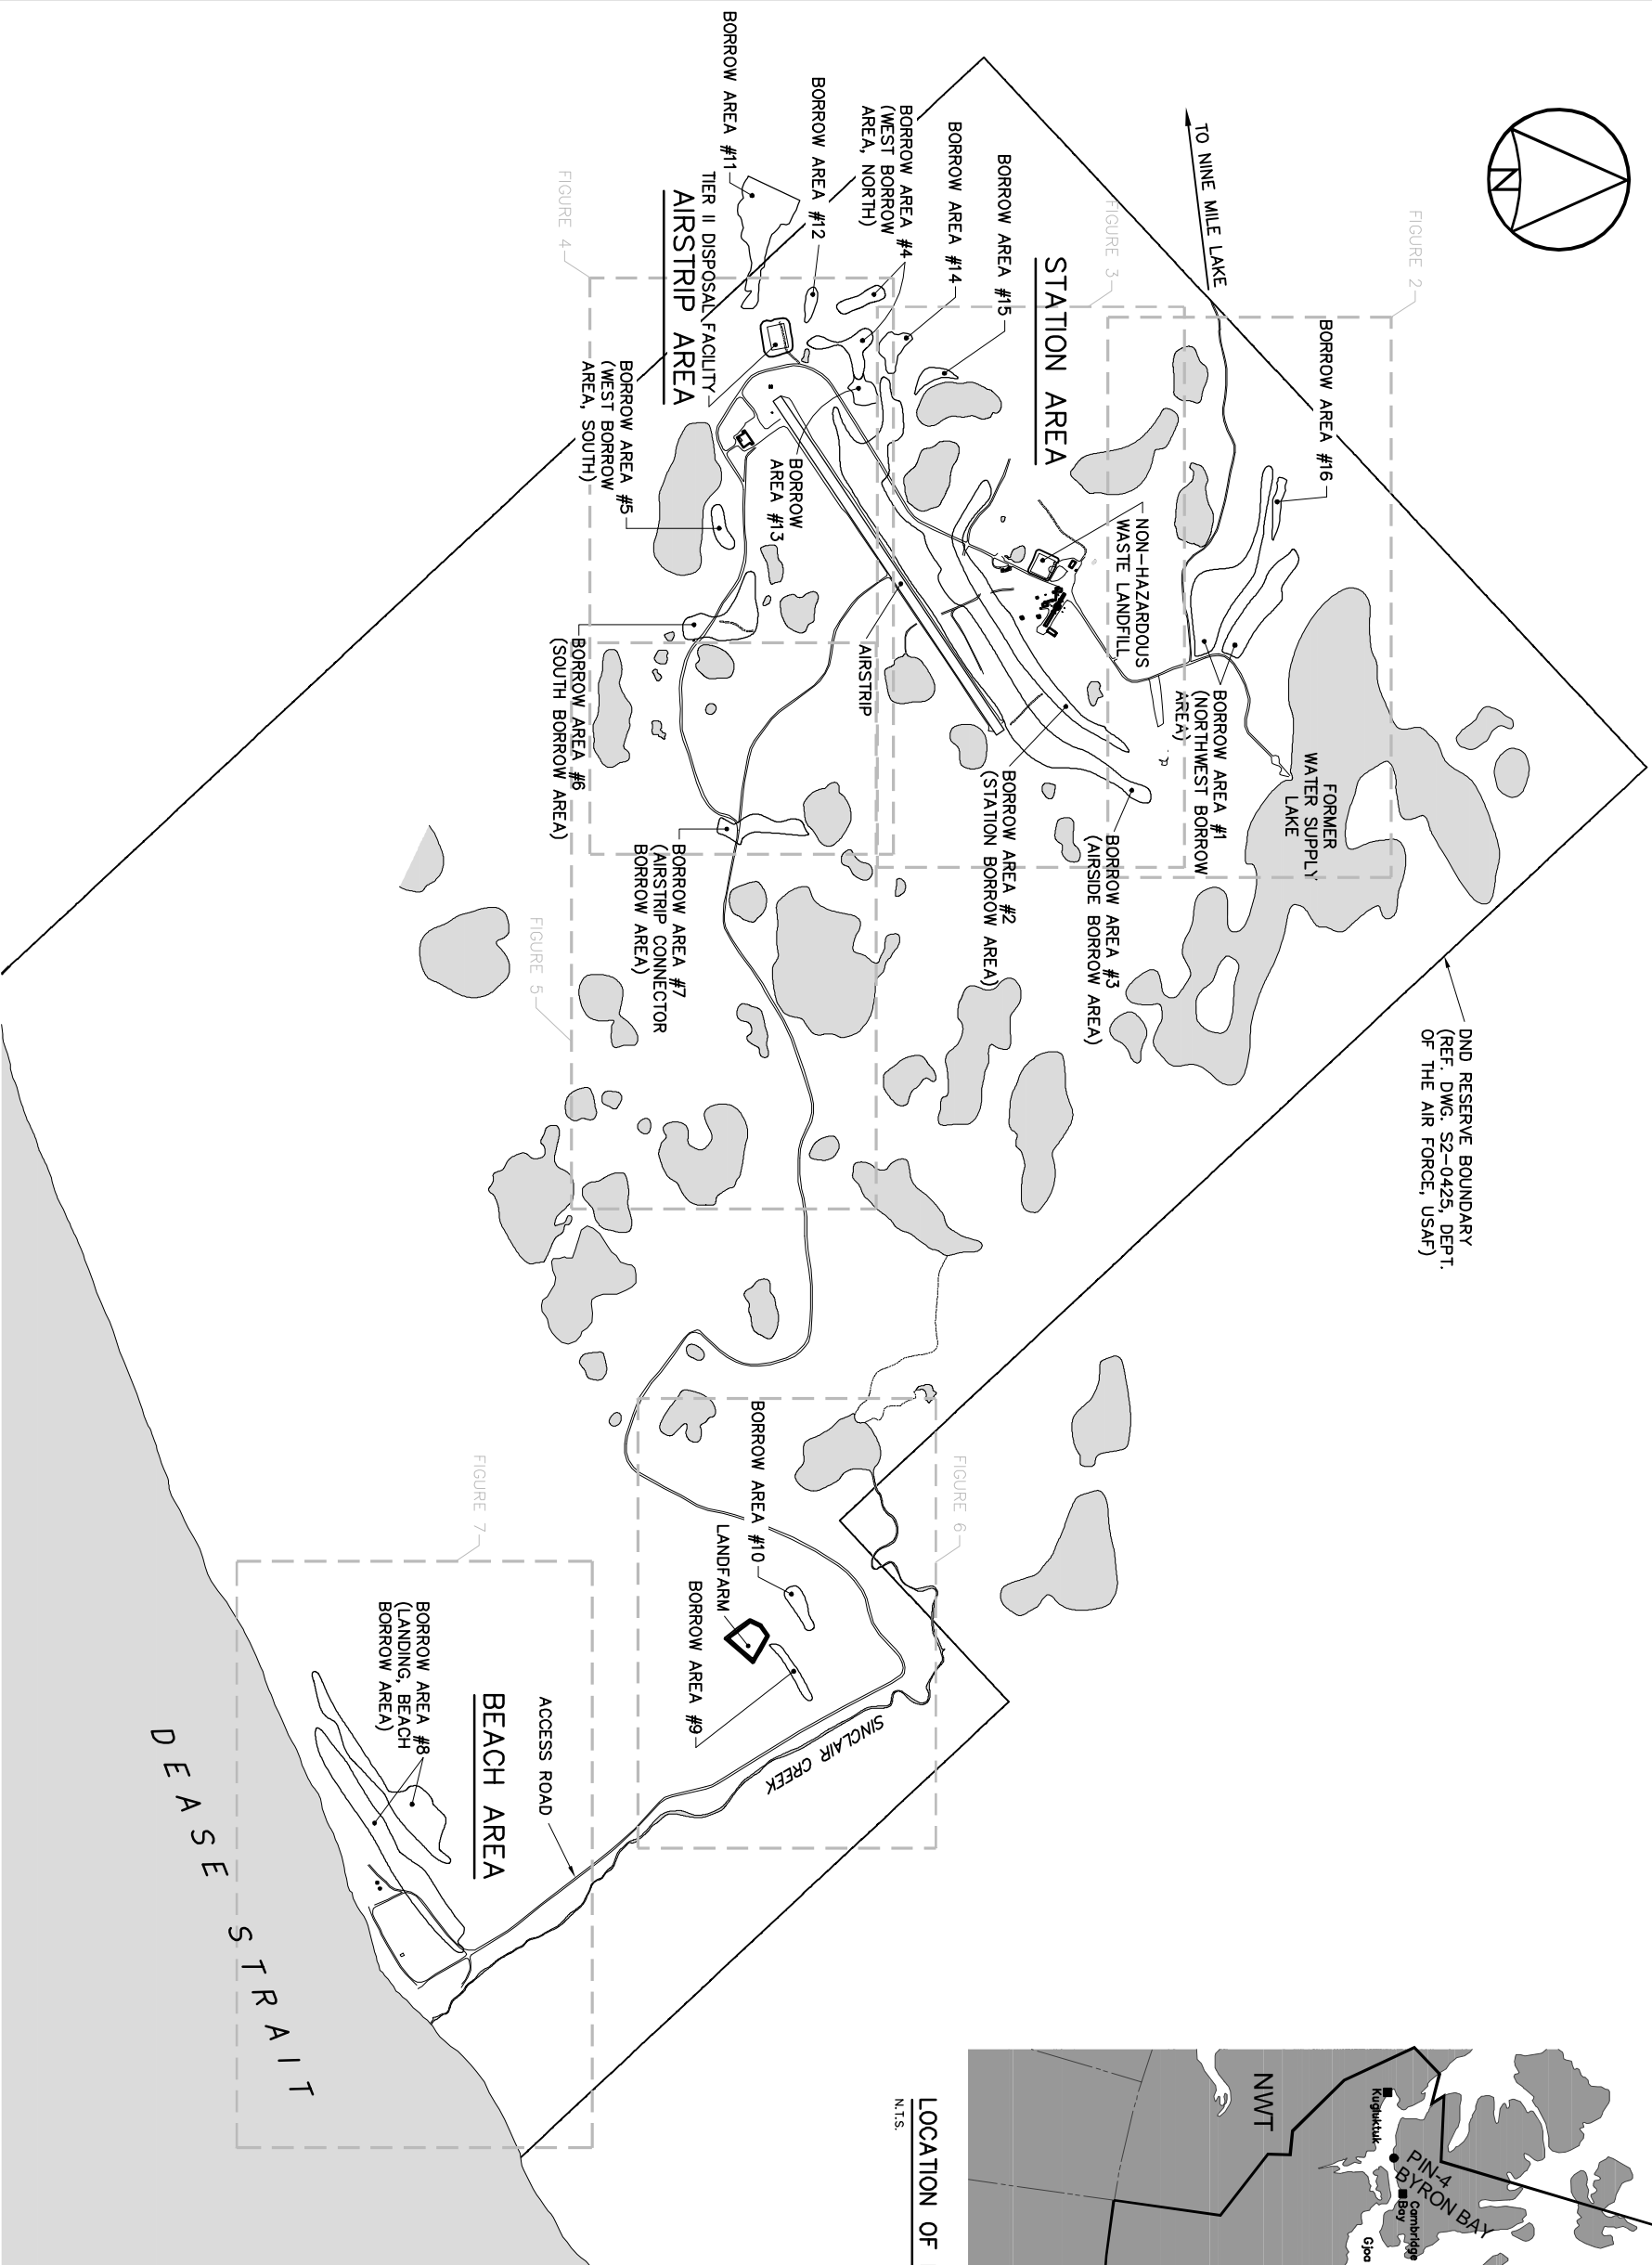 N
TO NINE MILE LAKE
FIGURE 2
BORROW AREA #16
FIGURE 3
STATION AREA
BORROW AREA #15
BORROW AREA #14
BORROW AREA #4
(WEST BORROW
AREA, NORTH)
BORROW AREA #12
BORROW AREA #11
TIER II DISPOSAL FACILITY
AIRSTRIP AREA
FIGURE 4
BORROW AREA #5
(WEST BORROW
AREA, SOUTH)
BORROW
AREA #13
NON-HAZARDOUS
WASTE LANDFILL
AIRSTRIP
BORROW AREA #6
(SOUTH BORROW AREA)
BORROW AREA #1
(NORTHWEST BORROW
AREA)
FORMER
WATER SUPPLY
LAKE
BORROW AREA #2
(STATION BORROW AREA)
BORROW AREA #3
(AIRSIDE BORROW AREA)
BORROW AREA #7
(AIRSTRIP CONNECTOR
BORROW AREA)
FIGURE 5
DND RESERVE BOUNDARY
(REF. DWG. S2-0425, DEPT.
OF THE AIR FORCE, USAF)
FIGURE 6
BORROW AREA #10
LANDFARM
BORROW AREA #9
SINCLAIR CREEK
FIGURE 7
BORROW AREA #8
(LANDING, BEACH
BORROW AREA)
BEACH AREA
ACCESS ROAD
DEASE STRAIT
LOCATION OF
N.T.S.
NWT
Kugluktuk
PIN-4
BYRON BAY
Cambridge
Bay
Gjoa